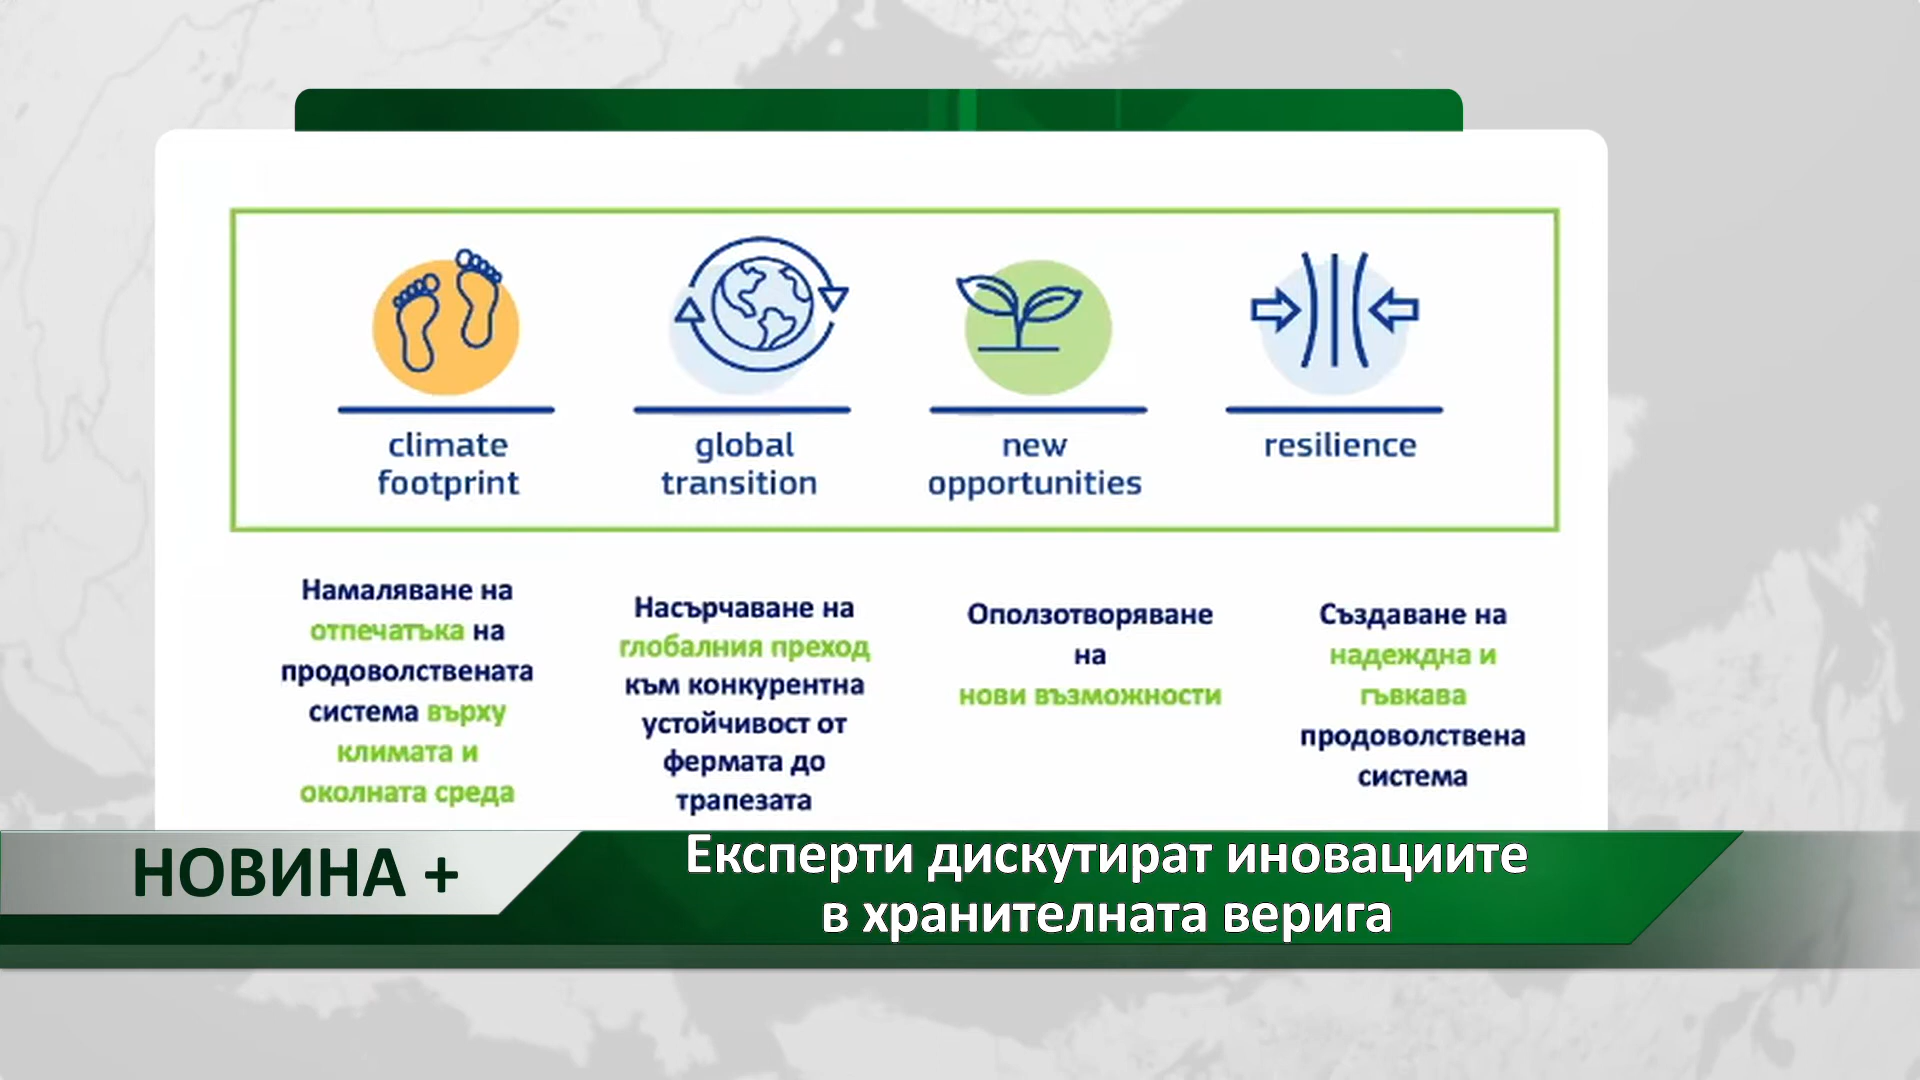 climate
footprint
global
transition
new
opportunities
resilience
Намаляване на
отпечатъка на
продоволствената
система върху
климата и
околната среда
Насърчаване на
глобалния преход
към конкурентна
устойчивост от
фермата до
трапезата
Оползотворяване
на
нови възможности
Създаване на
надеждна и
гъвкава
продоволствена
система
НОВИНА +
Експерти дискутират иновациите
в хранителната верига